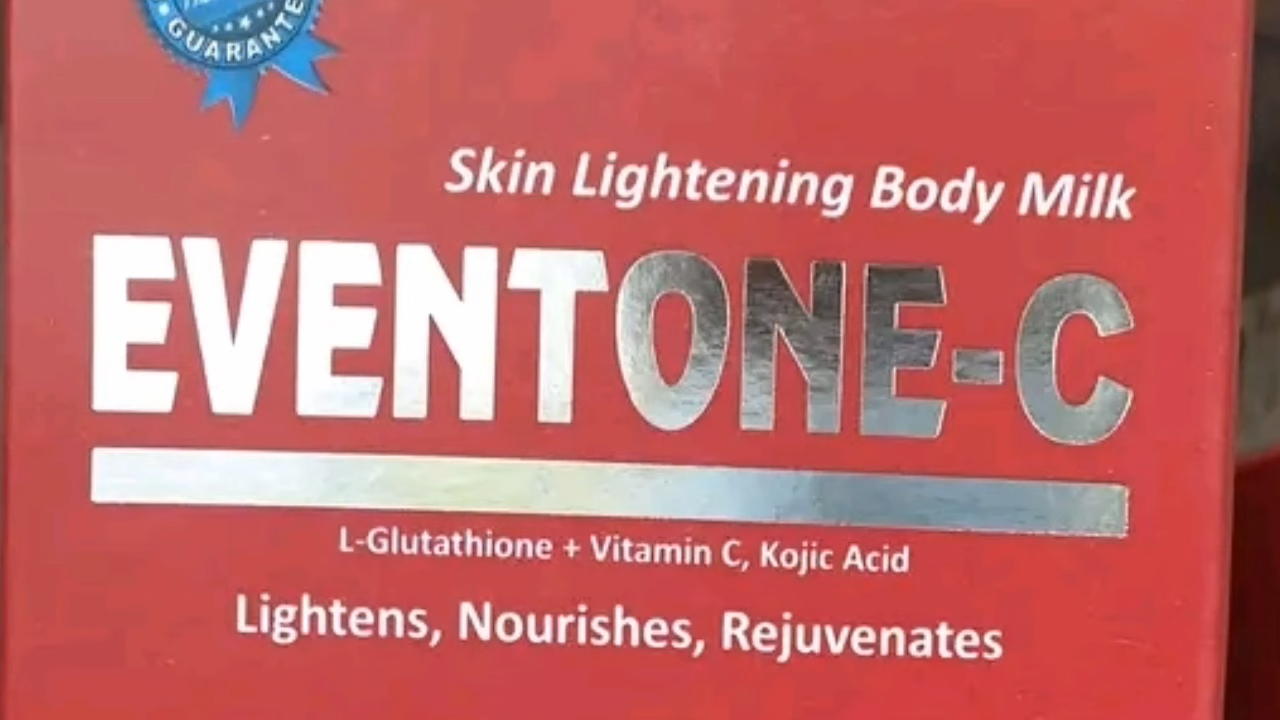 GUARANTE
Skin Lightening Body Milk
EVENTONE-C
L-Glutathione + Vitamin C, Kojic Acid
Lightens, Nourishes, Rejuvenates